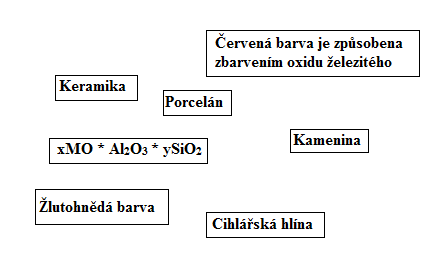 Červená barva je způsobena
zbarvením oxidu železitého
Keramika
Porcelán
Kamenina
xMO * Al₂O₃ * ySiO₂
Žlutohnědá barva
Cihlářská hlína